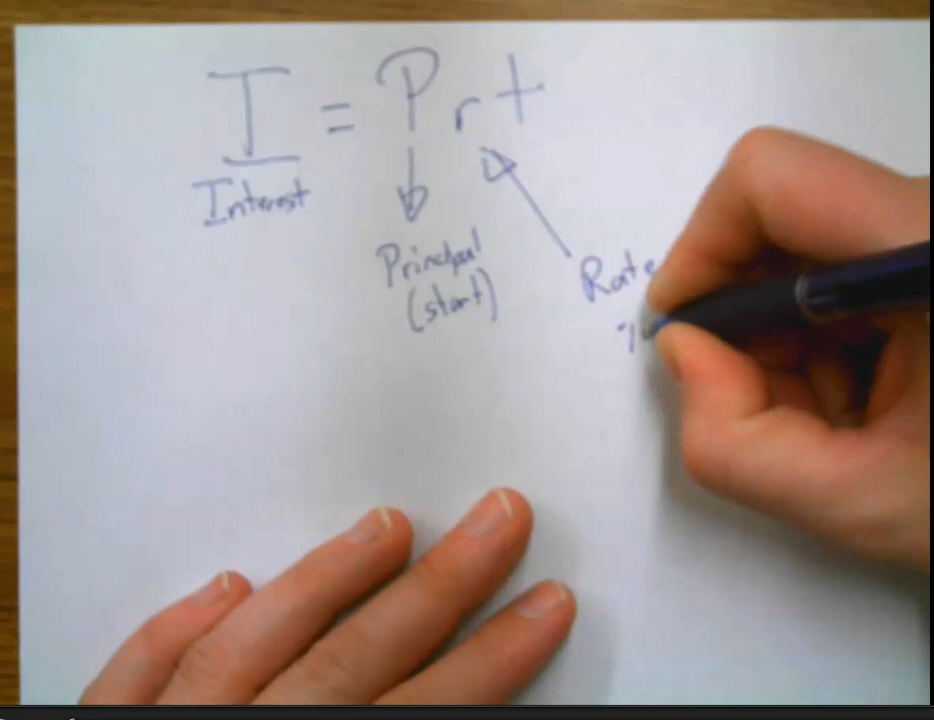 I = Prt
Interest
Principal
(start)
Rate
%